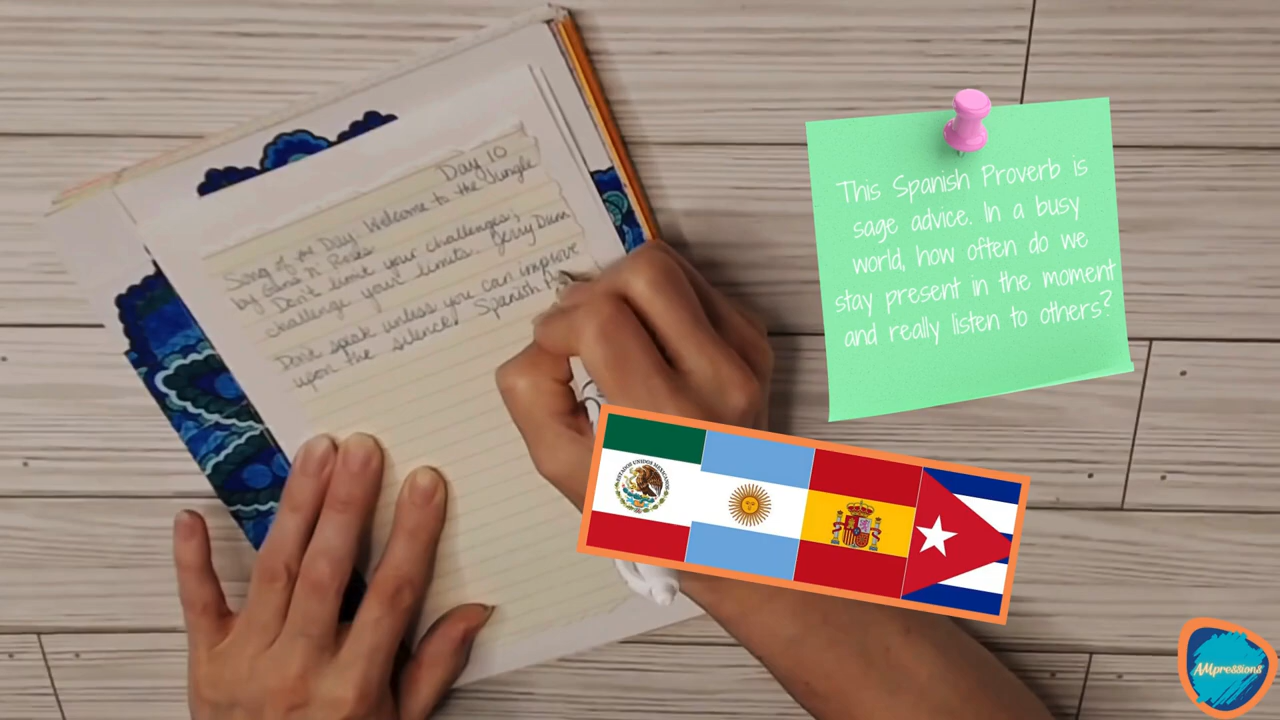 Day 10
Song of the Day Welcome to the Jungle
by Guns N Roses
Don't limit your challenges,
challenge your limits. Jerry Dunn
Don't speak unless you can improve
upon the silence. Spanish
This Spanish Proverb is
sage advice. In a busy
world, how often do we
stay present in the moment
and really listen to others?
ESTADOS UNIDOS MEXICANOS
AMpressions